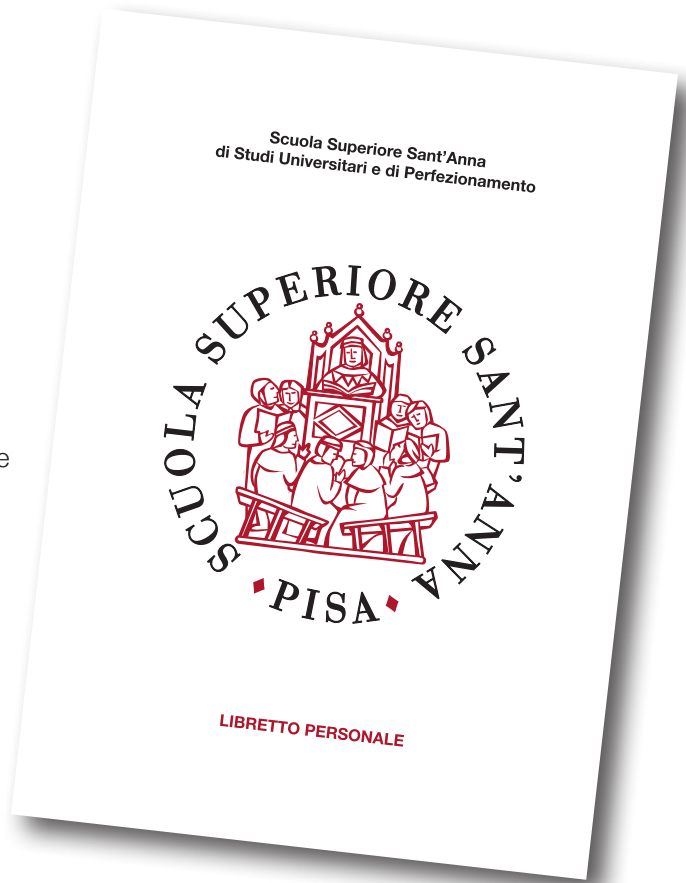 Scuola Superiore Sant’Anna
di Studi Universitari e di Perfezionamento
SCUOLA SUPERIORE SANT’ANNA
PISA
e
LIBRETTO PERSONALE